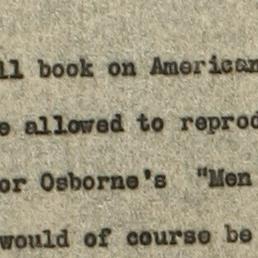 ll book on American
e allowed to reprod
or Osborne's "Men
would of course be